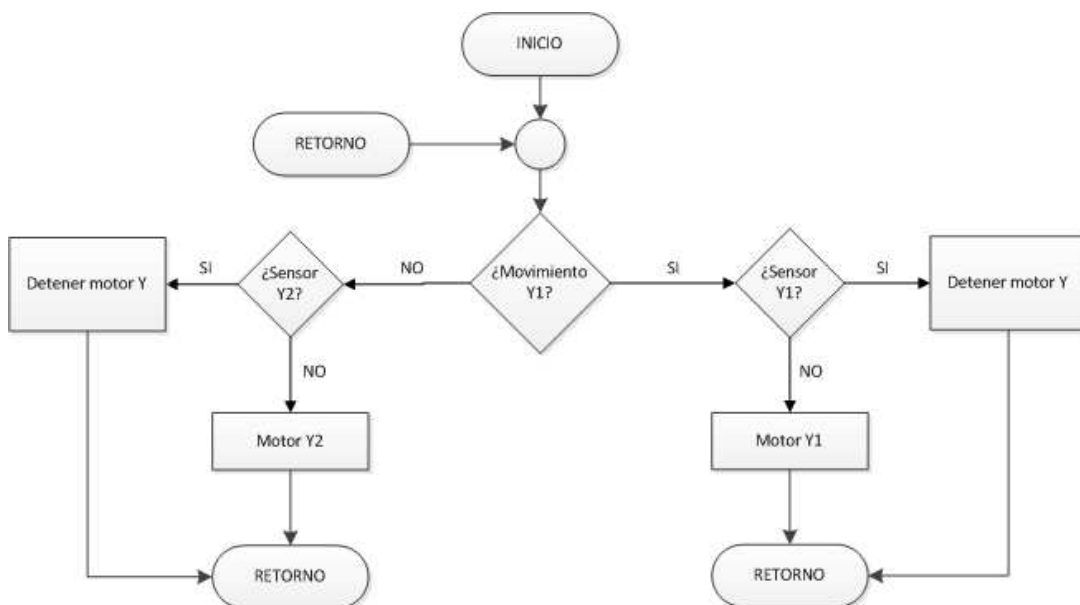 INICIO
RETORNO
Detener motor Y
SI
¿Sensor
Y2?
NO
¿Movimiento
Y1?
SI
¿Sensor
Y1?
SI
Detener motor Y
NO
NO
Motor Y2
Motor Y1
RETORNO
RETORNO